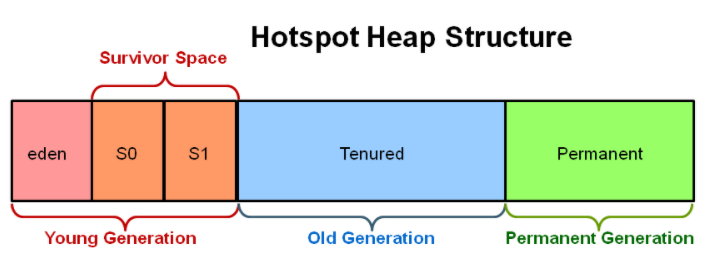 Hotspot Heap Structure
Survivor Space
eden
S0
S1
Tenured
Permanent
Young Generation
Old Generation
Permanent Generation